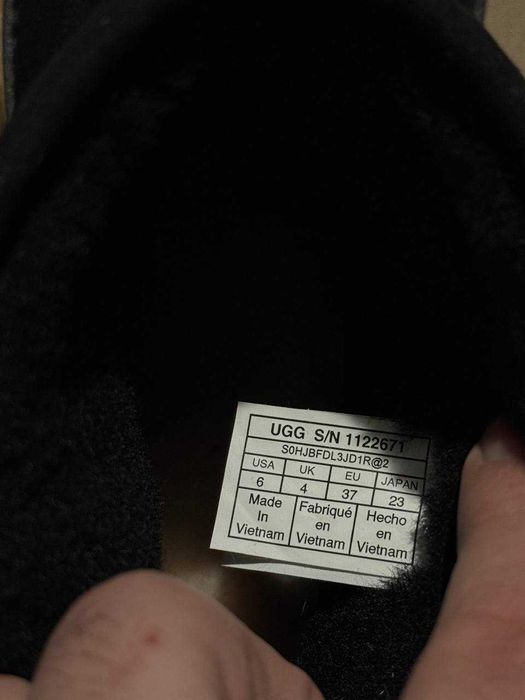 UGG S/N 1122671
S0HJBFDL3JD1R@2
USA UK EU JAPAN
6 4 37 23
Made In Vietnam
Fabriqué en Vietnam
Hecho en Vietnam